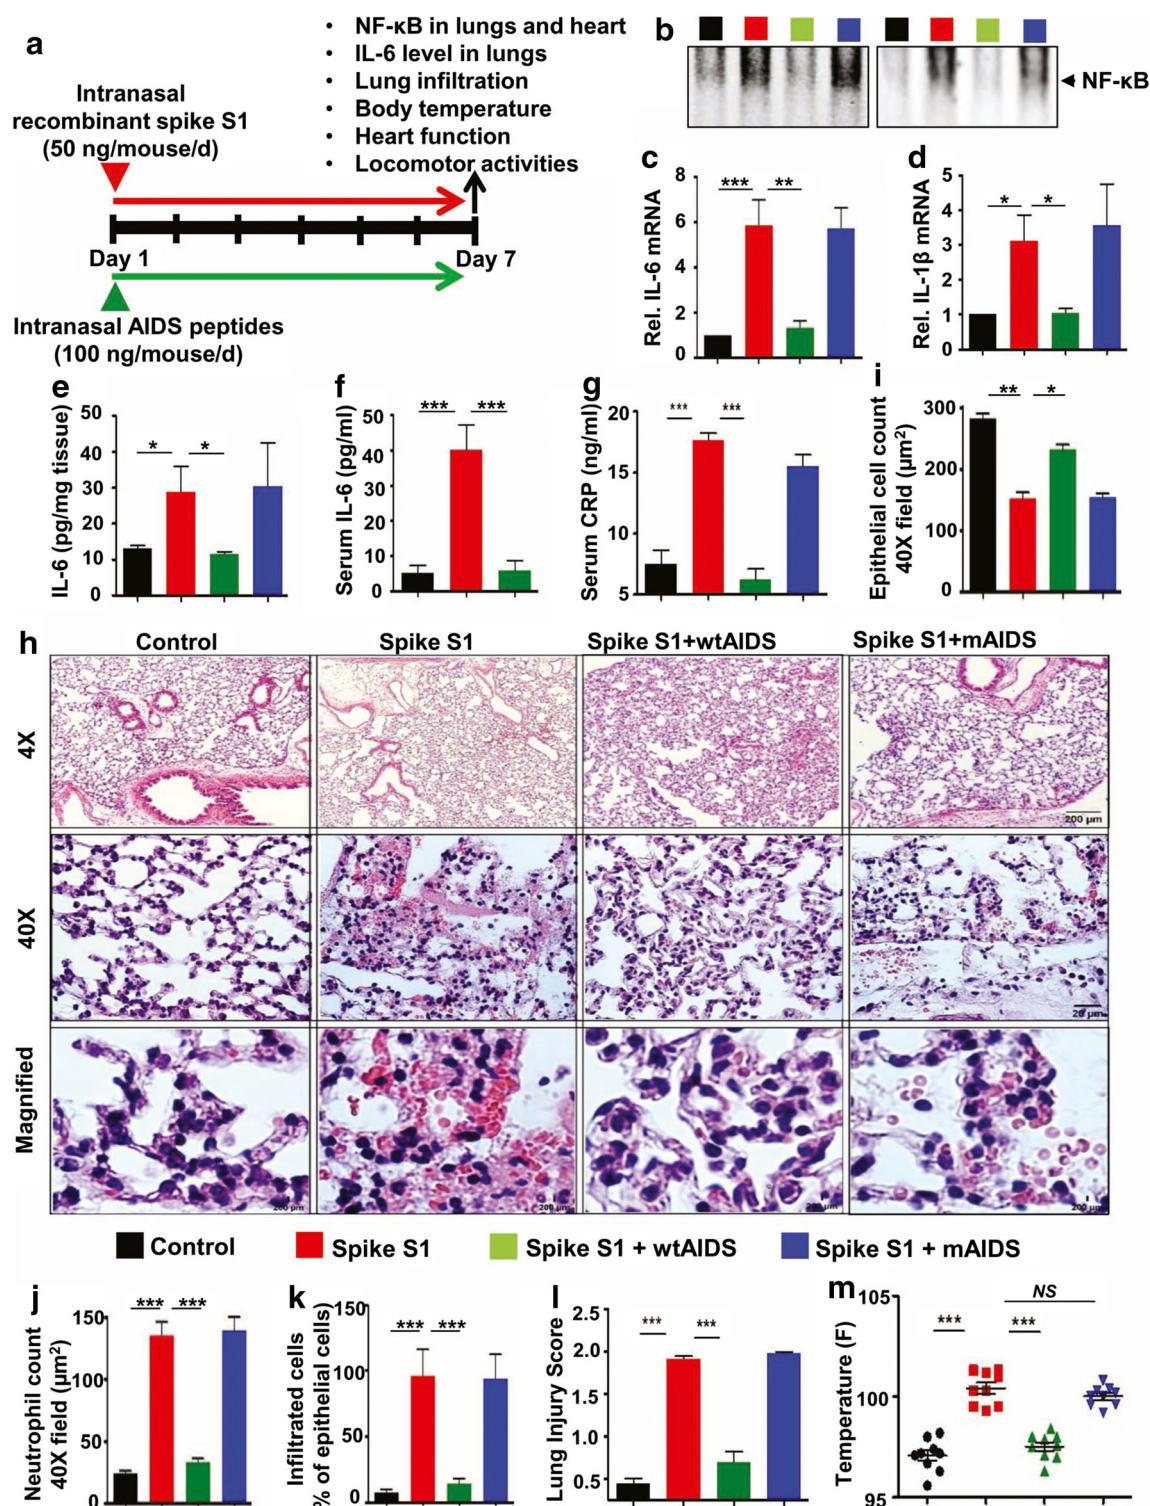 a
Intranasal
recombinant spike S1
(50 ng/mouse/d)
• NF-κB in lungs and heart
• IL-6 level in lungs
• Lung infiltration
• Body temperature
• Heart function
• Locomotor activities
Day 1
Day 7
Intranasal AIDS peptides
(100 ng/mouse/d)
b
NF-κB
c
Rel. IL-6 mRNA
8
6
4
2
0
*** **
d
Rel. IL-1β mRNA
5
4
3
2
1
0
* *
e
IL-6 (pg/mg tissue)
50
40
30
20
10
0
* *
f
Serum IL-6 (pg/ml)
50
40
30
20
10
0
*** ***
g
Serum CRP (ng/ml)
20
15
10
5
*** ***
i
Epithelial cell count
40X field (µm²)
300
200
100
0
** *
h
Control Spike S1 Spike S1+wtAIDS Spike S1+mAIDS
4X
200 µm
40X
20 µm
Magnified
200 µm
200 µm
200 µm
200 µm
Control Spike S1 Spike S1 + wtAIDS Spike S1 + mAIDS
j
Neutrophil count
40X field (µm²)
150
100
50
0
*** ***
k
Infiltrated cells
% of epithelial cells)
150
100
50
0
*** ***
l
Lung Injury Score
2.5
2.0
1.5
1.0
0.5
*** ***
m
Temperature (F)
105
100
95
NS
*** ***